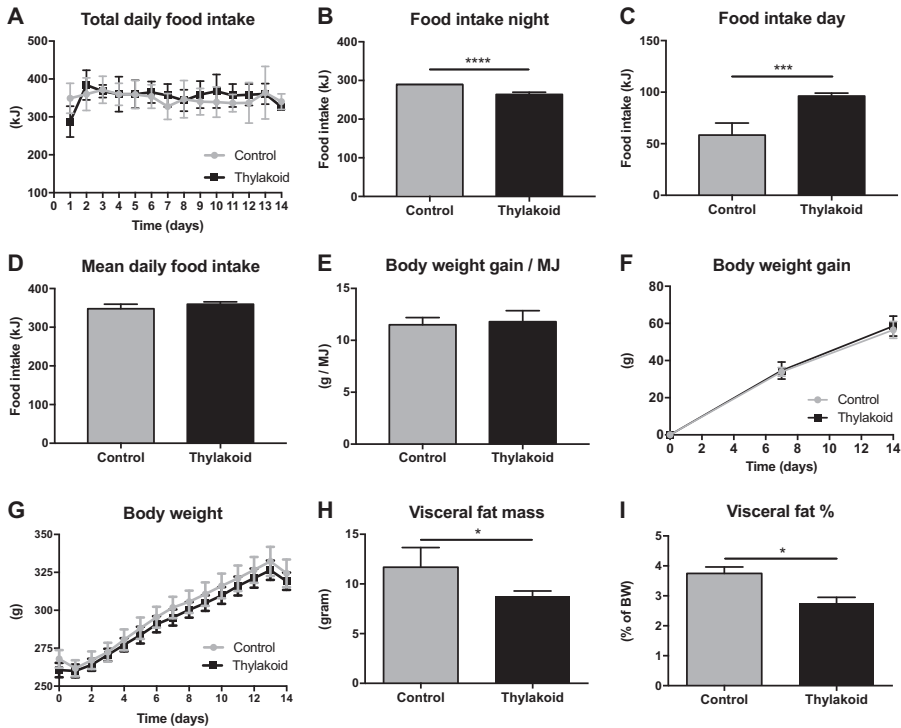 A Total daily food intake
500
400
300
200
100
(kJ)
0 1 2 3 4 5 6 7 8 9 10 11 12 13 14
Time (days)
Control
Thylakoid
B Food intake night
400
300
200
100
0
Food intake (kJ)
****
Control Thylakoid
C Food intake day
150
100
50
0
Food intake (kJ)
***
Control Thylakoid
D Mean daily food intake
400
300
200
100
0
Food intake (kJ)
Control Thylakoid
E Body weight gain / MJ
15
10
5
0
(g / MJ)
Control Thylakoid
F Body weight gain
80
60
40
20
0
(g)
0 2 4 6 8 10 12 14
Time (days)
Control
Thylakoid
G Body weight
350
325
300
275
250
(g)
0 2 4 6 8 10 12 14
Time (days)
Control
Thylakoid
H Visceral fat mass
15
10
5
0
(gram)
*
Control Thylakoid
I Visceral fat %
4
3
2
1
0
(% of BW)
*
Control Thylakoid